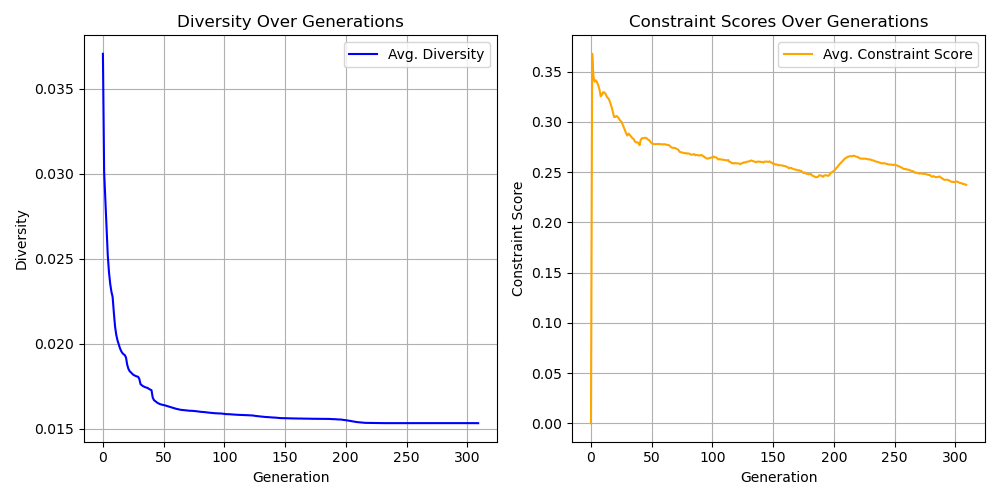 Diversity Over Generations
Avg. Diversity
0.035
0.030
0.025
0.020
0.015
Diversity
0 50 100 150 200 250 300
Generation
Constraint Scores Over Generations
Avg. Constraint Score
0.35
0.30
0.25
0.20
0.15
0.10
0.05
0.00
Constraint Score
0 50 100 150 200 250 300
Generation